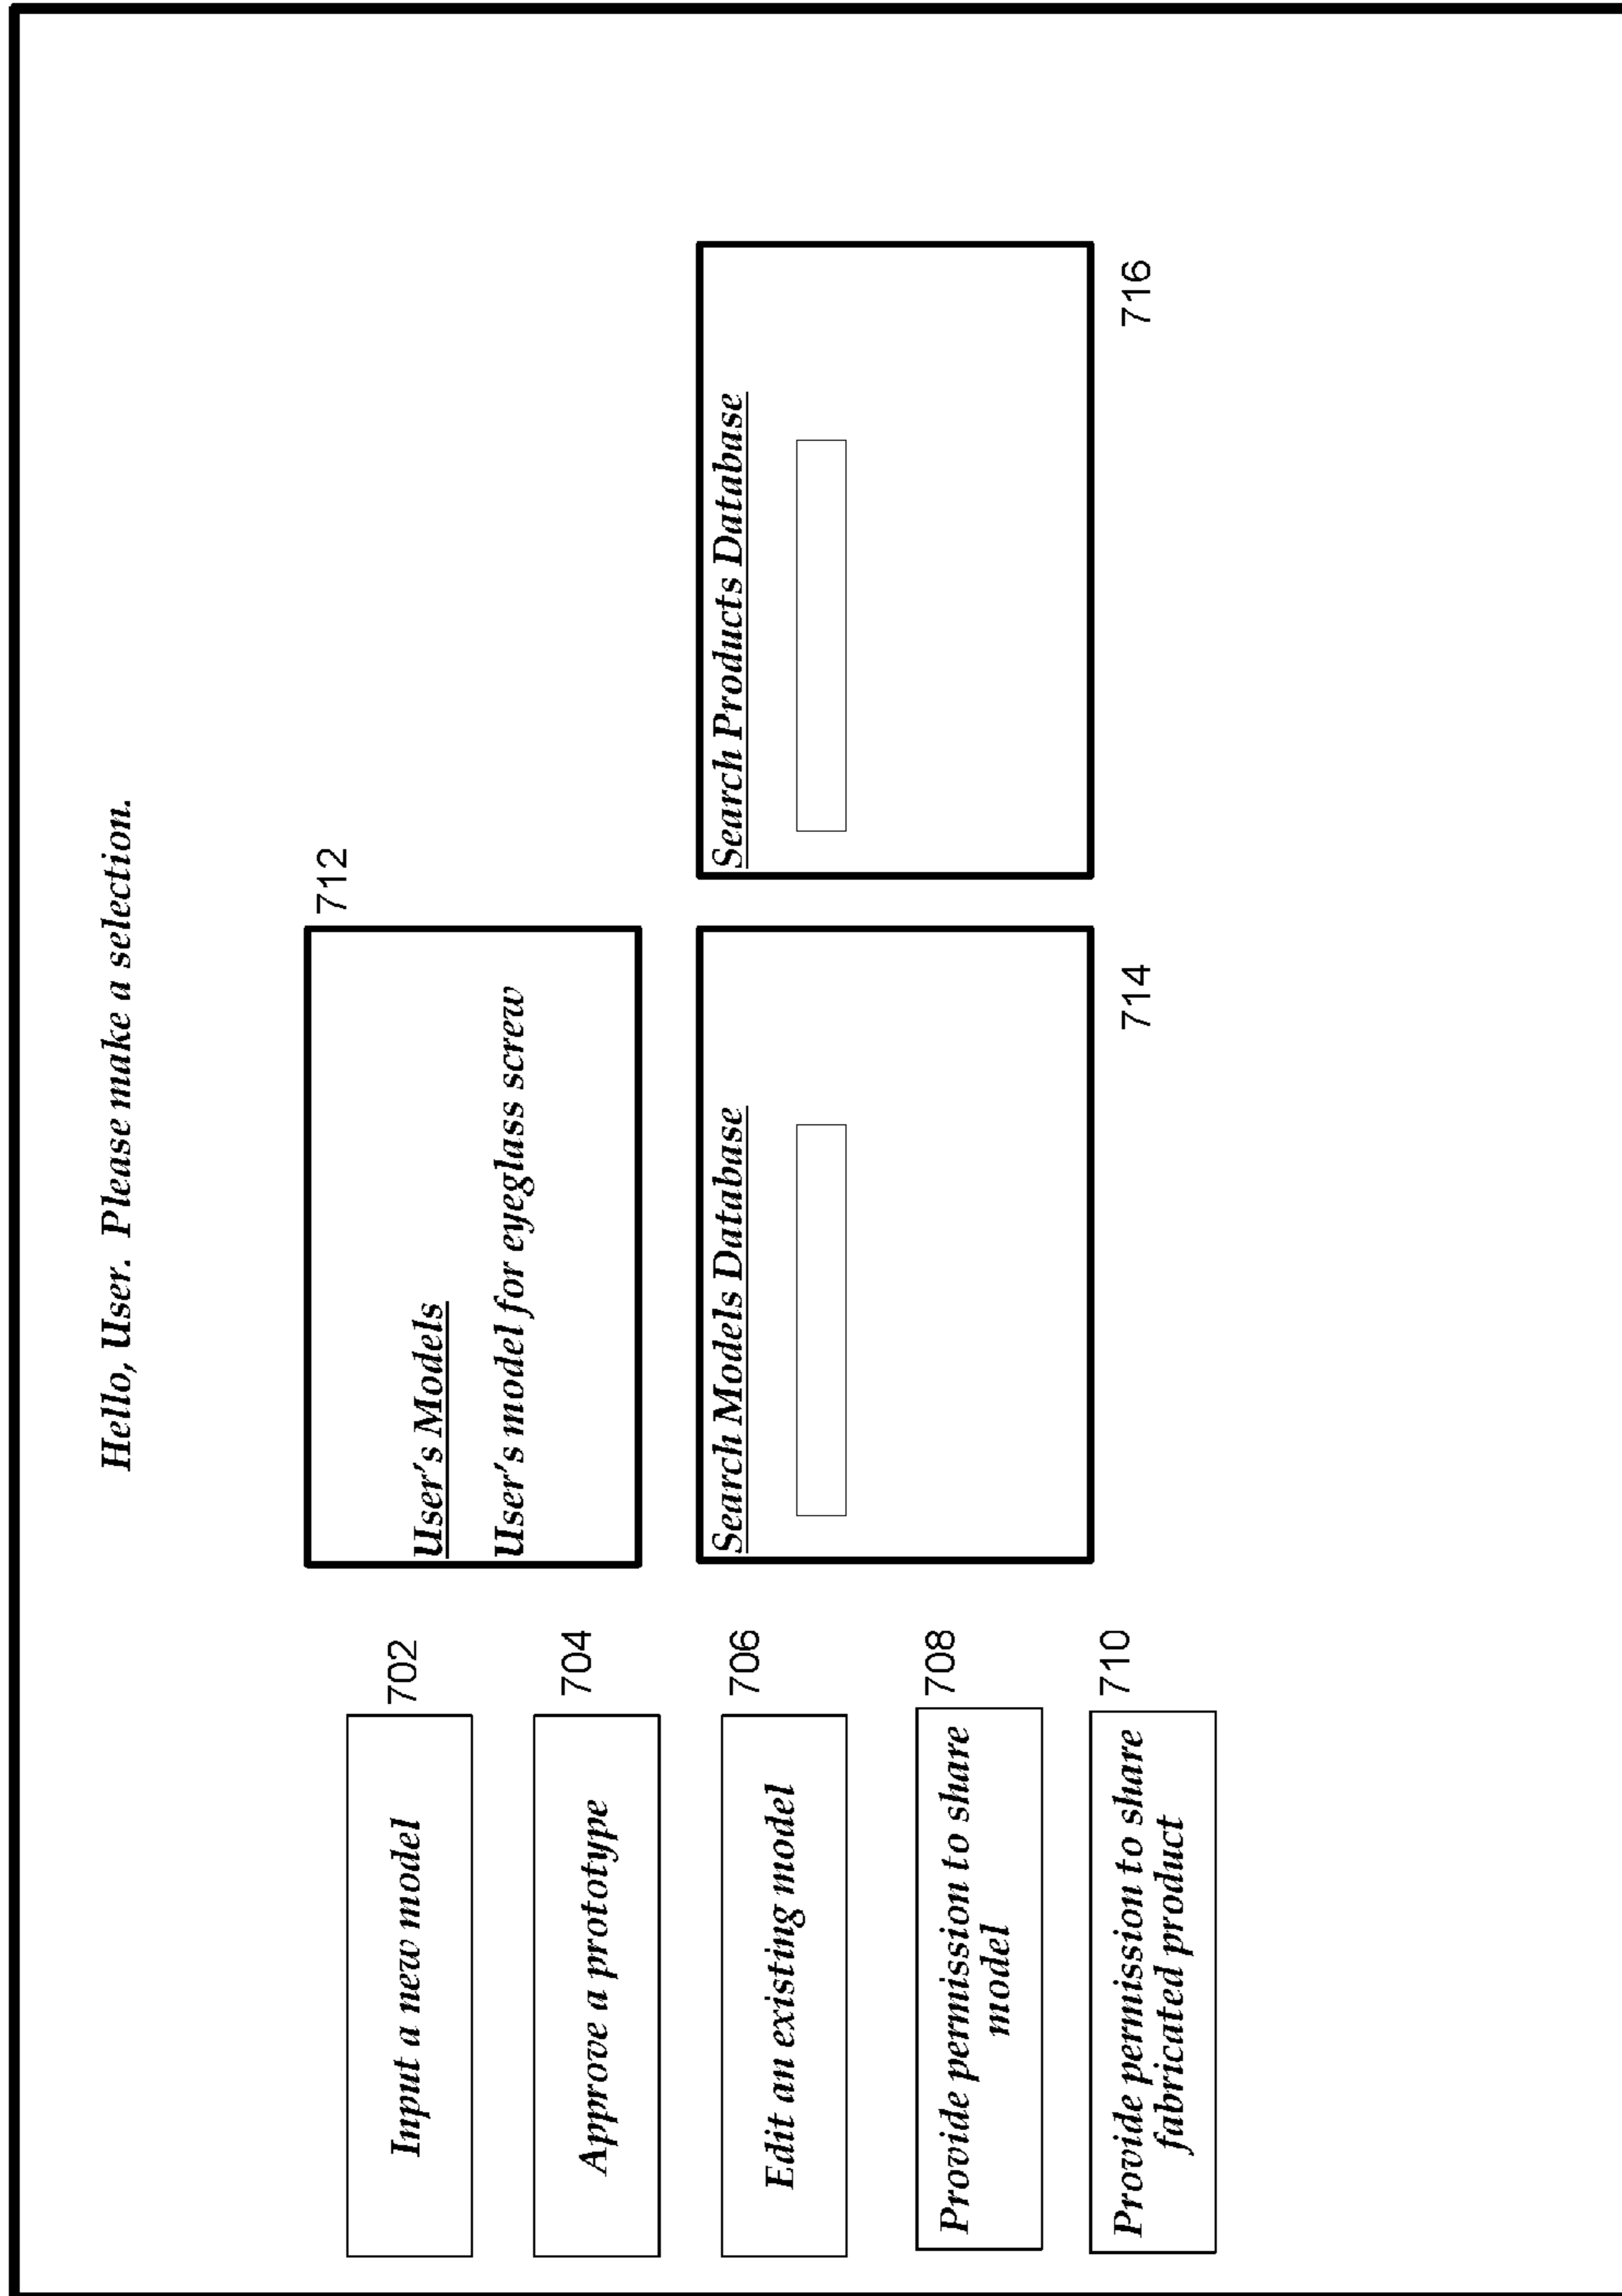 Hello, User.  Please make a selection.
712
User's Models
User's model for eyeglass screw
Input a new model
702
Approve a prototype
704
Edit an existing model
706
Provide permission to share
model
708
Provide permission to share
fabricated product
710
Search Models Database
714
Search Products Database
716